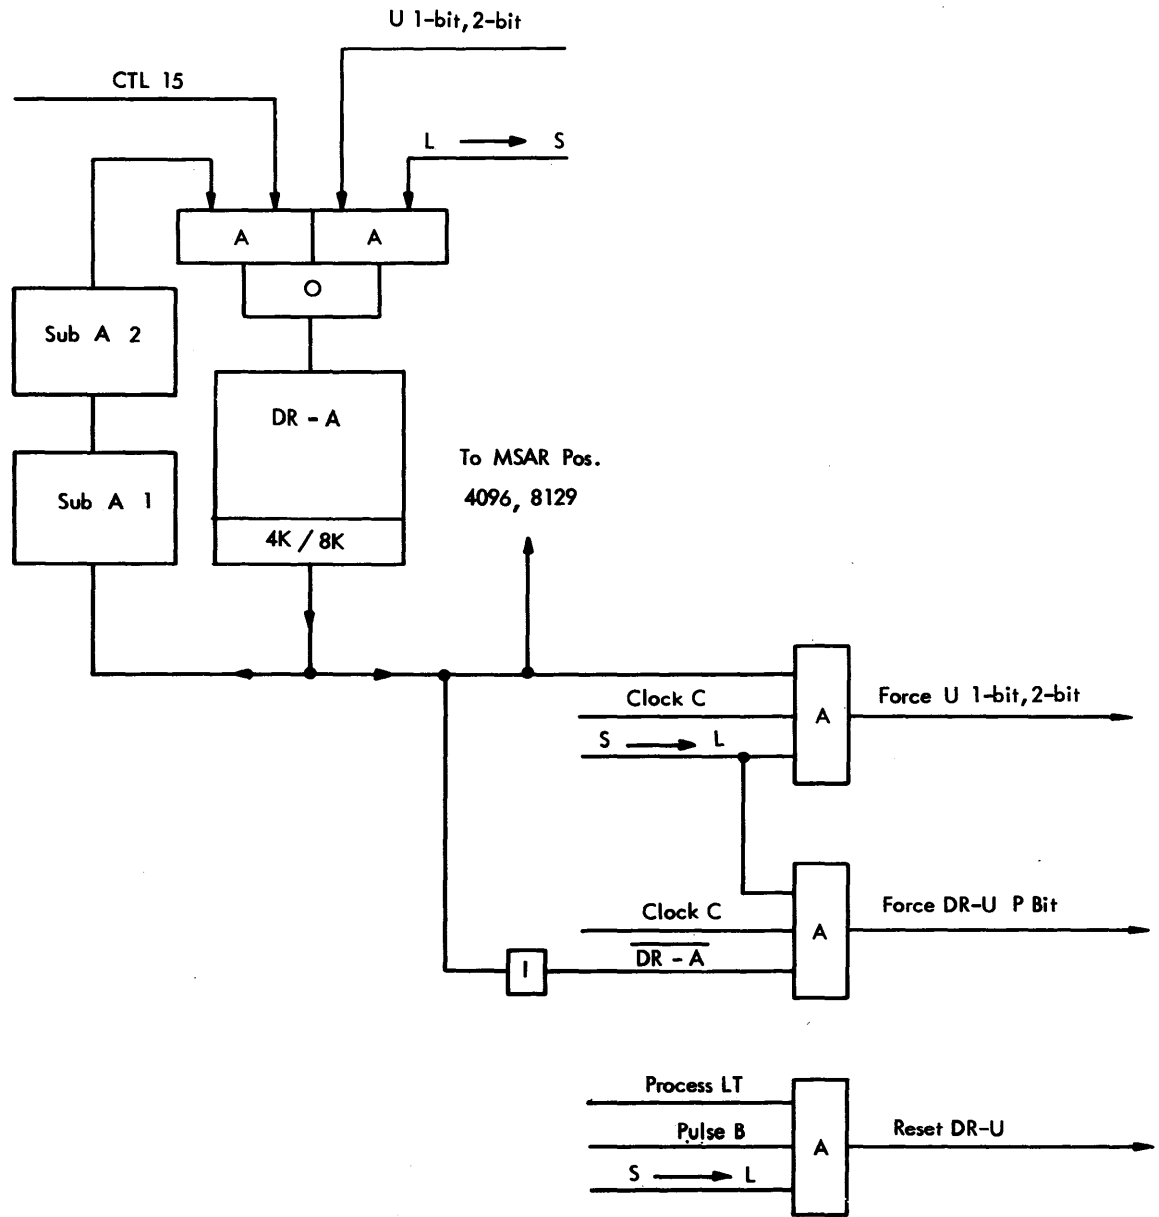 U 1-bit, 2-bit
CTL 15
L → S
A A
O
Sub A 2
DR - A
To MSAR Pos.
4096, 8129
Sub A 1
4K / 8K
Clock C
A
Force U 1-bit, 2-bit
S → L
Clock C
A
Force DR-U P Bit
DR - A
I
Process LT
Pulse B
A
Reset DR-U
S → L